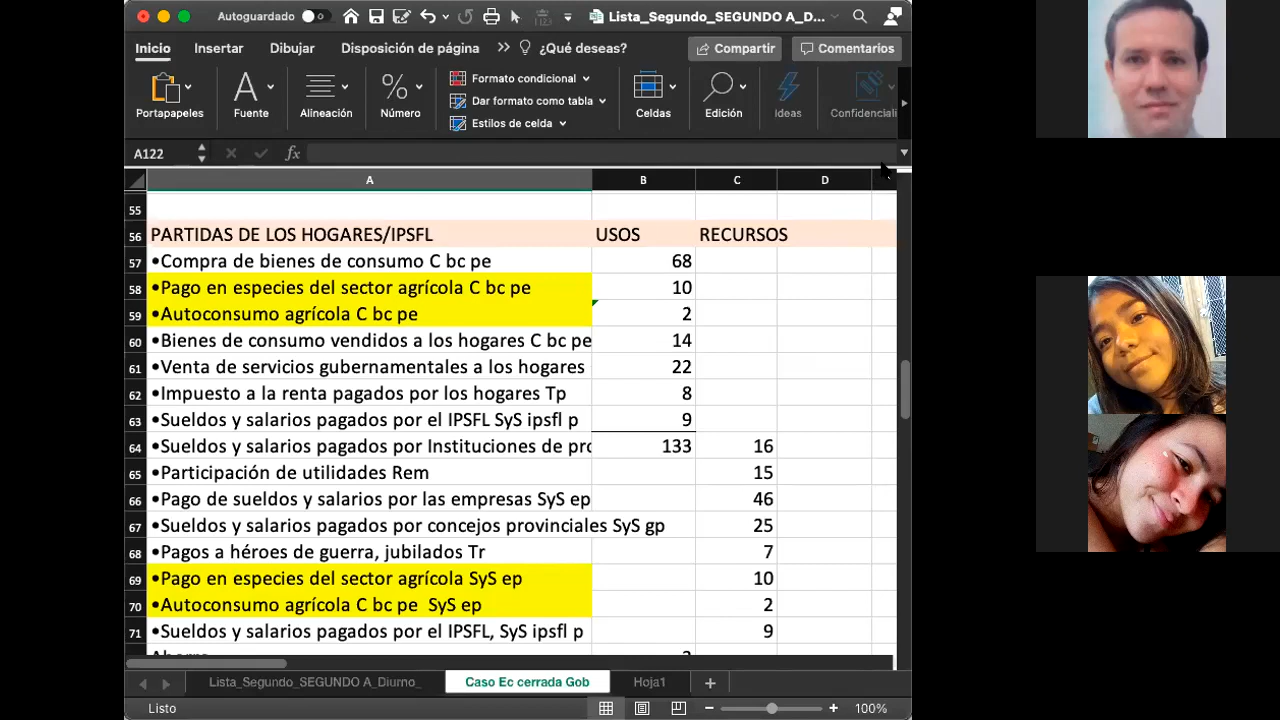 Autoguardado
Lista_Segundo_SEGUNDO A_D...
Inicio Insertar Dibujar Disposición de página >> ¿Qué deseas? Compartir Comentarios
Portapapeles Fuente Alineación Número Formato condicional Dar formato como tabla Estilos de celda Celdas Edición Ideas Confidenciali
A122 fx
A B C D
55
56 PARTIDAS DE LOS HOGARES/IPSFL USOS RECURSOS
57 •Compra de bienes de consumo C bc pe 68
58 •Pago en especies del sector agrícola C bc pe 10
59 •Autoconsumo agrícola C bc pe 2
60 •Bienes de consumo vendidos a los hogares C bc pe 14
61 •Venta de servicios gubernamentales a los hogares 22
62 •Impuesto a la renta pagados por los hogares Tp 8
63 •Sueldos y salarios pagados por el IPSFL SyS ipsfl p 9
64 •Sueldos y salarios pagados por Instituciones de pro 133 16
65 •Participación de utilidades Rem 15
66 •Pago de sueldos y salarios por las empresas SyS ep 46
67 •Sueldos y salarios pagados por concejos provinciales SyS gp 25
68 •Pagos a héroes de guerra, jubilados Tr 7
69 •Pago en especies del sector agrícola SyS ep 10
70 •Autoconsumo agrícola C bc pe SyS ep 2
71 •Sueldos y salarios pagados por el IPSFL, SyS ipsfl p 9
Lista_Segundo_SEGUNDO A_Diurno_ Caso Ec cerrada Gob Hoja1 +
Listo 100%